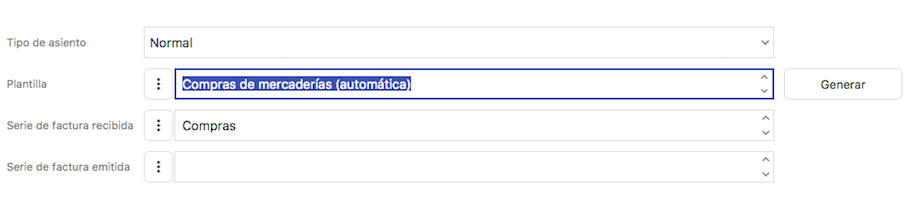 Tipo de asiento Normal
Plantilla Compras de mercaderías (automática) Generar
Serie de factura recibida Compras
Serie de factura emitida